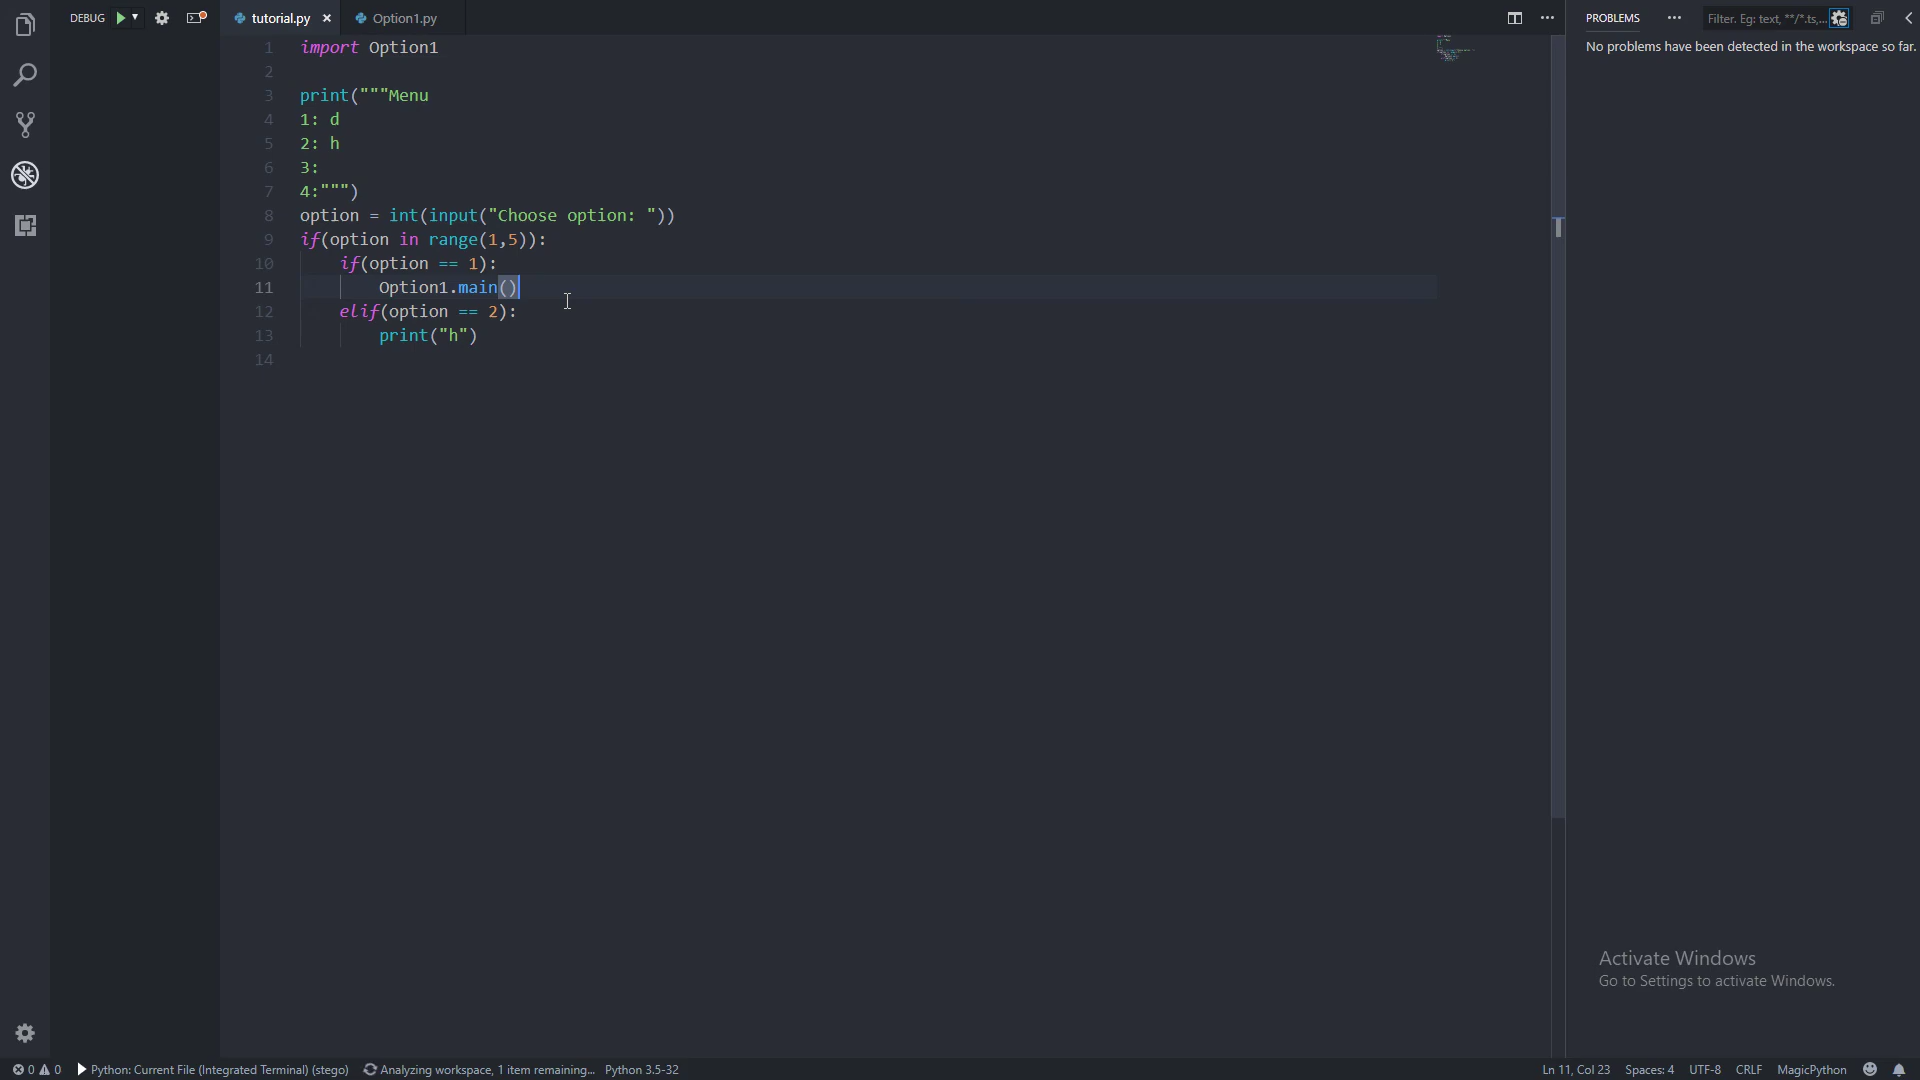 DEBUG
tutorial.py
Option1.py
PROBLEMS
Filter. Eg: text, **/*.ts,...
No problems have been detected in the workspace so far.
1 import Option1
2
3 print("""Menu
4 1: d
5 2: h
6 3:
7 4:""")
8 option = int(input("Choose option: "))
9 if(option in range(1,5)):
10 if(option == 1):
11 Option1.main()
12 elif(option == 2):
13 print("h")
14
Activate Windows
Go to Settings to activate Windows.
0 0 Python: Current File (Integrated Terminal) (stego) Analyzing workspace, 1 item remaining... Python 3.5-32 Ln 11, Col 23 Spaces: 4 UTF-8 CRLF MagicPython